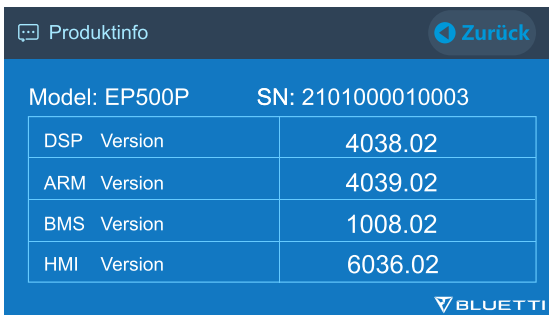 Produktinfo Zurück
Model: EP500P SN: 2101000010003
DSP Version 4038.02
ARM Version 4039.02
BMS Version 1008.02
HMI Version 6036.02
BLUETTI